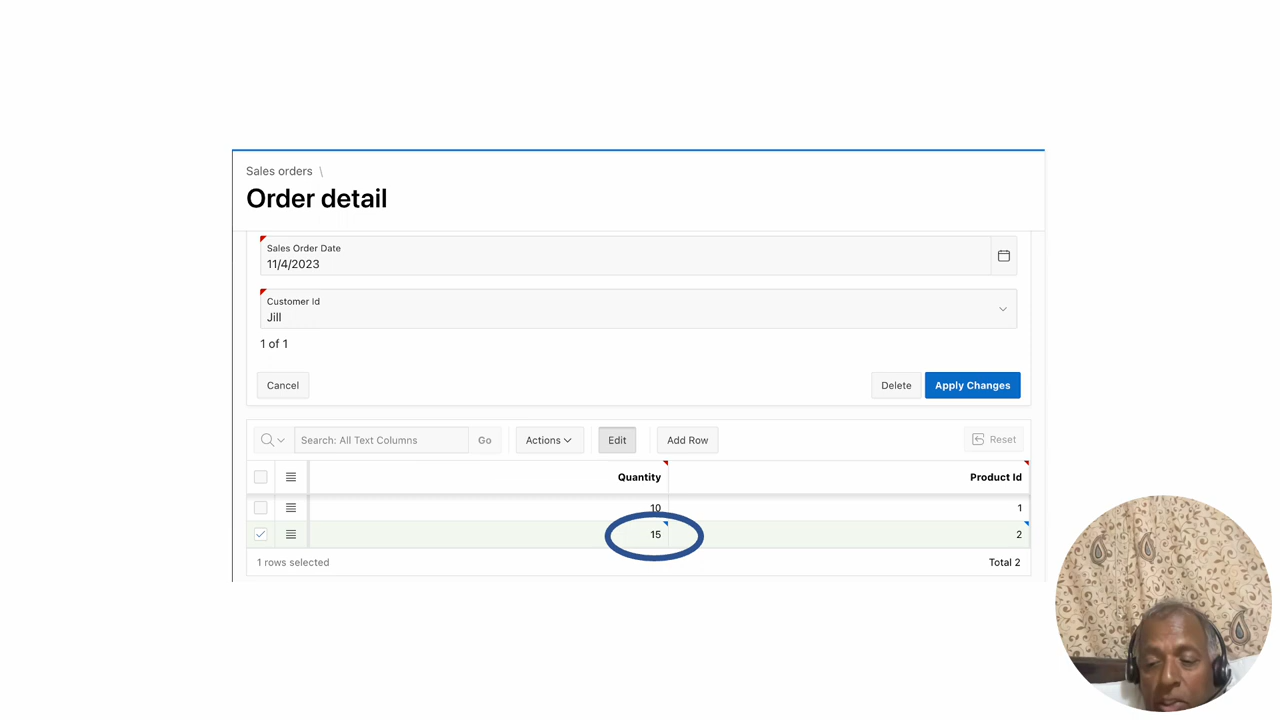 Sales orders \
Order detail
Sales Order Date
11/4/2023
Customer Id
Jill
1 of 1
Cancel
Delete
Apply Changes
Search: All Text Columns
Go
Actions
Edit
Add Row
Reset
Quantity
Product Id
10
1
15
2
1 rows selected
Total 2